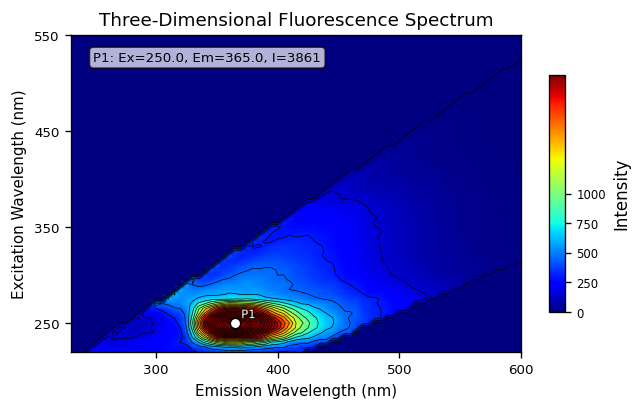 Three-Dimensional Fluorescence Spectrum
P1: Ex=250.0, Em=365.0, I=3861
550
450
350
250
Excitation Wavelength (nm)
P1
300
400
500
600
Emission Wavelength (nm)
1000
750
500
250
0
Intensity